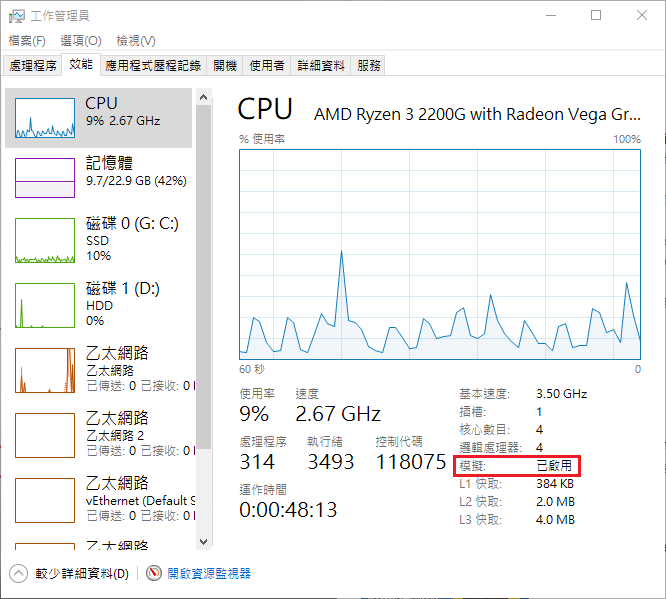 工作管理員
檔案(F) 選項(O) 檢視(V)
處理程序 效能 應用程式歷程記錄 開機 使用者 詳細資料 服務
CPU
9% 2.67 GHz
記憶體
9.7/22.9 GB (42%)
磁碟 0 (G: C:)
SSD
10%
磁碟 1 (D:)
HDD
0%
乙太網路
乙太網路
已傳送: 0 已接收: 0
乙太網路
乙太網路 2
已傳送: 0 已接收: 0
乙太網路
vEthernet (Default S
已傳送: 0 已接收: 0
乙太網路
CPU AMD Ryzen 3 2200G with Radeon Vega Gr...
% 使用率 100%
60 秒 0
使用率 速度
9% 2.67 GHz
處理程序 執行緒 控制代碼
314 3493 118075
運作時間
0:00:48:13
基本速度: 3.50 GHz
插槽: 1
核心數目: 4
邏輯處理器: 4
模擬: 已啟用
L1 快取: 384 KB
L2 快取: 2.0 MB
L3 快取: 4.0 MB
較少詳細資料(D) 開啟資源監視器